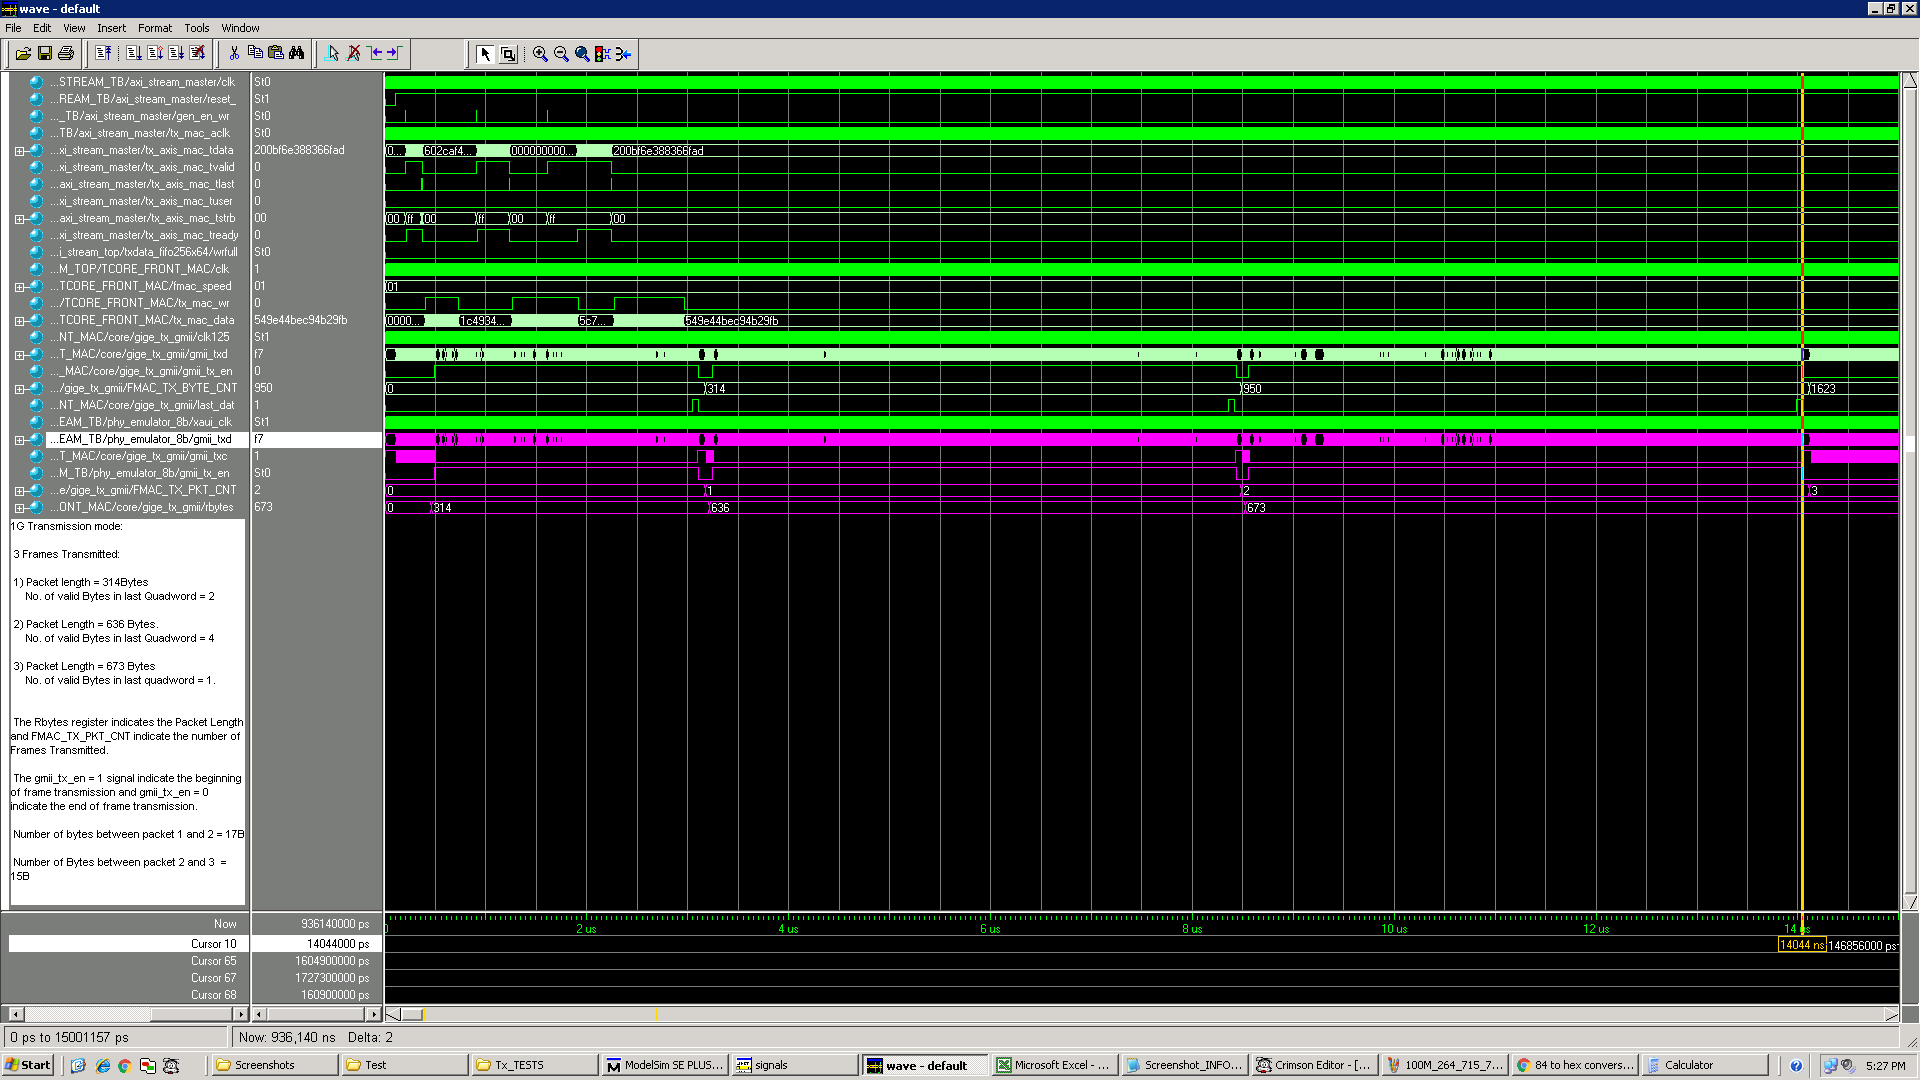 wave - default
File Edit View Insert Format Tools Window
...STREAM_TB/axi_stream_master/clk St0
...REAM_TB/axi_stream_master/reset_ St1
..._TB/axi_stream_master/gen_en_wr St0
...TB/axi_stream_master/tx_mac_aclk St0
...xi_stream_master/tx_axis_mac_tdata 200bf6e388366fad 0... 602caf4... 000000000... 200bf6e388366fad
...xi_stream_master/tx_axis_mac_tvalid 0
...axi_stream_master/tx_axis_mac_tlast 0
...xi_stream_master/tx_axis_mac_tuser 0
...axi_stream_master/tx_axis_mac_tstrb 00 00 ff 00 ff 00 ff 00
...xi_stream_master/tx_axis_mac_tready 0
...i_stream_top/txdata_fifo256x64/wrfull St0
...M_TOP/TCORE_FRONT_MAC/clk 1
...TCORE_FRONT_MAC/fmac_speed 01 01
.../TCORE_FRONT_MAC/tx_mac_wr 0
...TCORE_FRONT_MAC/tx_mac_data 549e44bec94b29fb 0000... 1c4934... 5c7... 549e44bec94b29fb
...NT_MAC/core/gige_tx_gmii/clk125 St1
...T_MAC/core/gige_tx_gmii/gmii_txd f7
..._MAC/core/gige_tx_gmii/gmii_tx_en 0
.../gige_tx_gmii/FMAC_TX_BYTE_CNT 950 0 314 950 1623
...NT_MAC/core/gige_tx_gmii/last_dat 1
...EAM_TB/phy_emulator_8b/xaui_clk St1
...EAM_TB/phy_emulator_8b/gmii_txd f7
...T_MAC/core/gige_tx_gmii/gmii_txc 1
...M_TB/phy_emulator_8b/gmii_tx_en St0
...e/gige_tx_gmii/FMAC_TX_PKT_CNT 2 0 1 2 3
...ONT_MAC/core/gige_tx_gmii/rbytes 673 0 314 636 673
1G Transmission mode:
3 Frames Transmitted:
1) Packet length = 314Bytes
No. of valid Bytes in last Quadword = 2
2) Packet Length = 636 Bytes.
No. of valid Bytes in last Quadword = 4
3) Packet Length = 673 Bytes
No. of valid Bytes in last quadword = 1.
The Rbytes register indicates the Packet Length
and FMAC_TX_PKT_CNT indicate the number of
Frames Transmitted.
The gmii_tx_en = 1 signal indicate the beginning
of frame transmission and gmii_tx_en = 0
indicate the end of frame transmission.
Number of bytes between packet 1 and 2 = 17B
Number of Bytes between packet 2 and 3 =
15B
Now 936140000 ps
2 us 4 us 6 us 8 us 10 us 12 us 14 us
Cursor 10 14044000 ps 14044 ns 146856000 ps
Cursor 65 1604900000 ps
Cursor 67 1727300000 ps
Cursor 68 160900000 ps
0 ps to 15001157 ps Now: 936,140 ns Delta: 2
Start Screenshots Test Tx_TESTS ModelSim SE PLUS... signals wave - default Microsoft Excel - ... Screenshot_INFO... Crimson Editor - [... 100M_264_715_7... 84 to hex convers... Calculator 5:27 PM